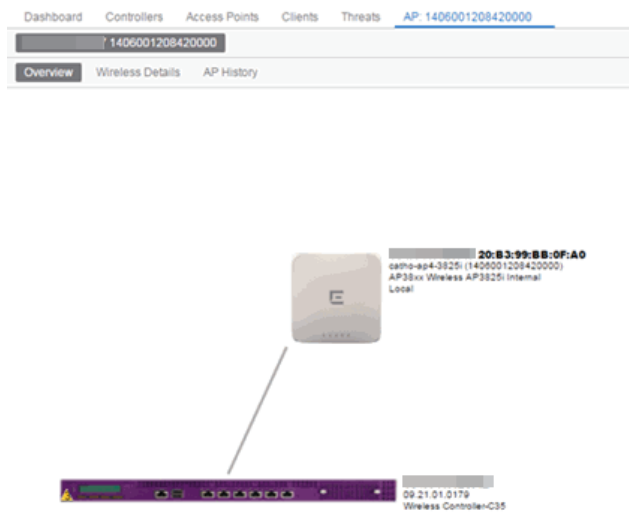 Dashboard Controllers Access Points Clients Threats AP: 1406001208420000
/ 1406001208420000
Overview Wireless Details AP History
20:B3:99:BB:0F:A0
catho-ap4-3825i (1406001208420000)
AP38xx Wireless AP3825i Internal
Local
E
09.21.01.0179
Wireless Controller-C35